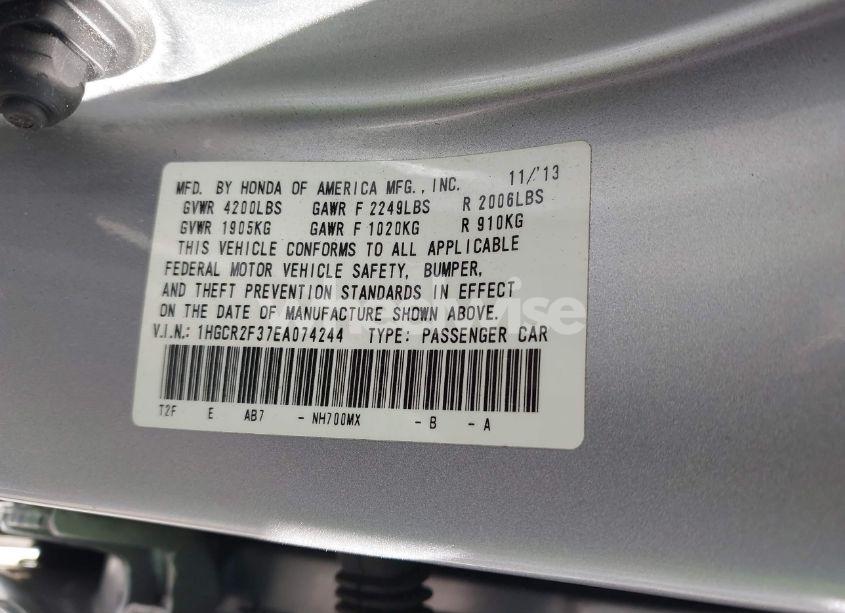 MFD. BY HONDA OF AMERICA MFG., INC. 11/'13
GVWR 4200LBS GAWR F 2249LBS R 2006LBS
GVWR 1905KG GAWR F 1020KG R 910KG
THIS VEHICLE CONFORMS TO ALL APPLICABLE
FEDERAL MOTOR VEHICLE SAFETY, BUMPER,
AND THEFT PREVENTION STANDARDS IN EFFECT
ON THE DATE OF MANUFACTURE SHOWN ABOVE.
V.I.N.: 1HGCR2F37EA074244 TYPE: PASSENGER CAR
T2F E AB7 - NH700MX - B - A